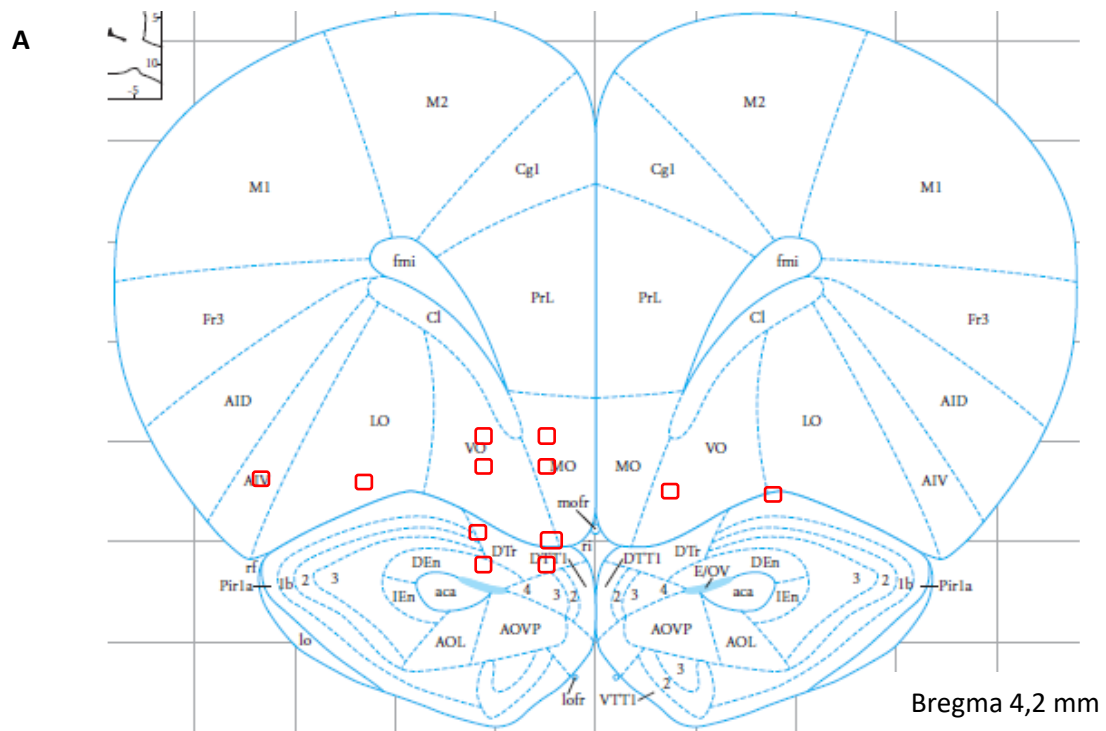 A
5
10
-5
M2 M2
Cg1 Cg1
M1 M1
fmi fmi
PrL PrL
Cl Cl
Fr3 Fr3
AID AID
LO LO
VO VO
MO MO
AIV AIV
mofr
ri
DTr DTT1 DTT1 DTr
rf DEn E/OV DEn
Pir1a 1b 2 3 3 2 1b Pir1a
IEn aca 4 3 2 2 3 4 aca IEn
AOVP AOVP
lo AOL AOL
3
2
lofr VTT1
Bregma 4,2 mm